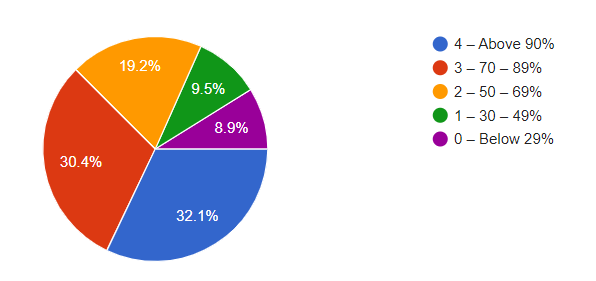 19.2%
9.5%
8.9%
30.4%
32.1%
4 – Above 90%
3 – 70 – 89%
2 – 50 – 69%
1 – 30 – 49%
0 – Below 29%